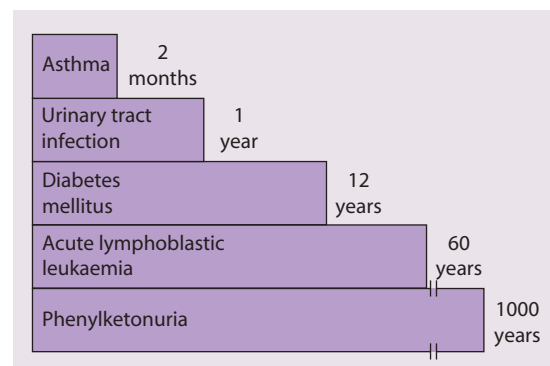 Asthma
2
months
Urinary tract
infection
1
year
Diabetes
mellitus
12
years
Acute lymphoblastic
leukaemia
60
years
Phenylketonuria
1000
years